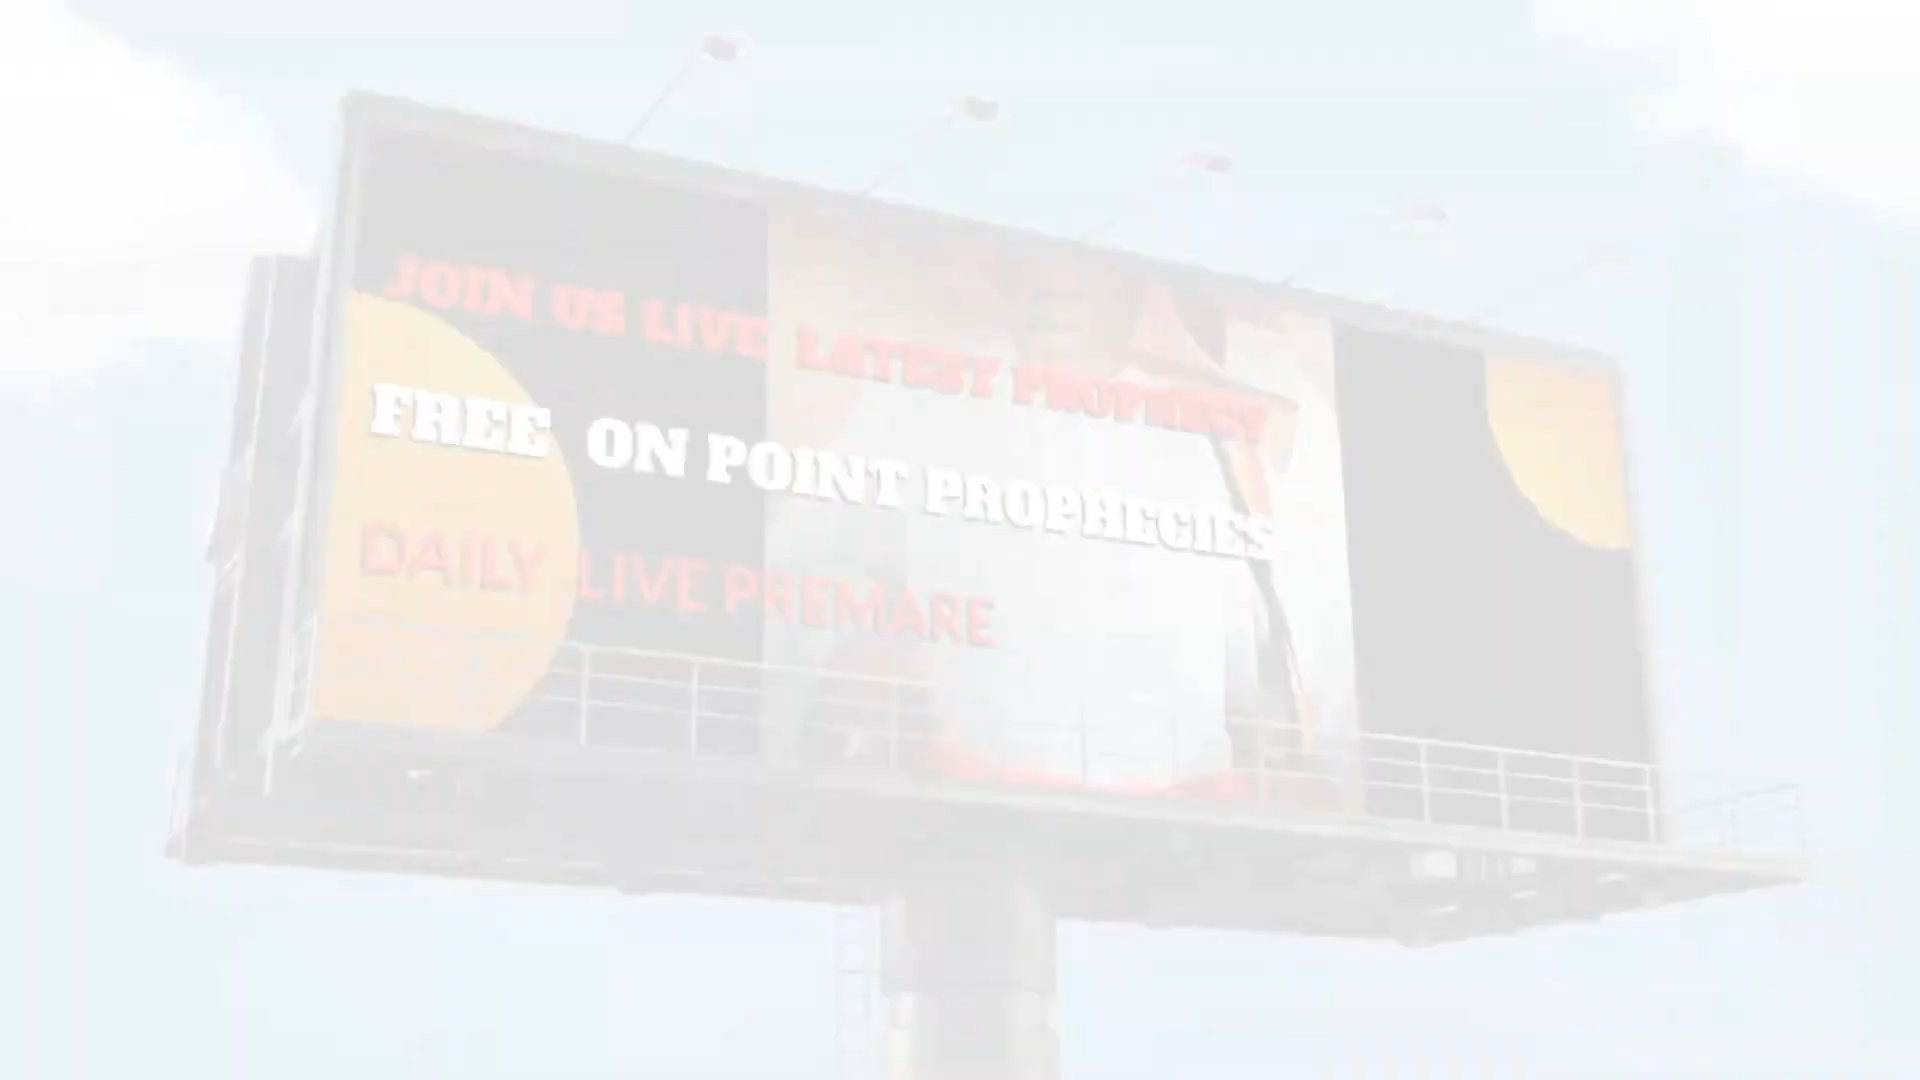 JOIN US LIVE LATEST PROPHECY
FREE ON POINT PROPHECIES
DAILY LIVE PREMARE